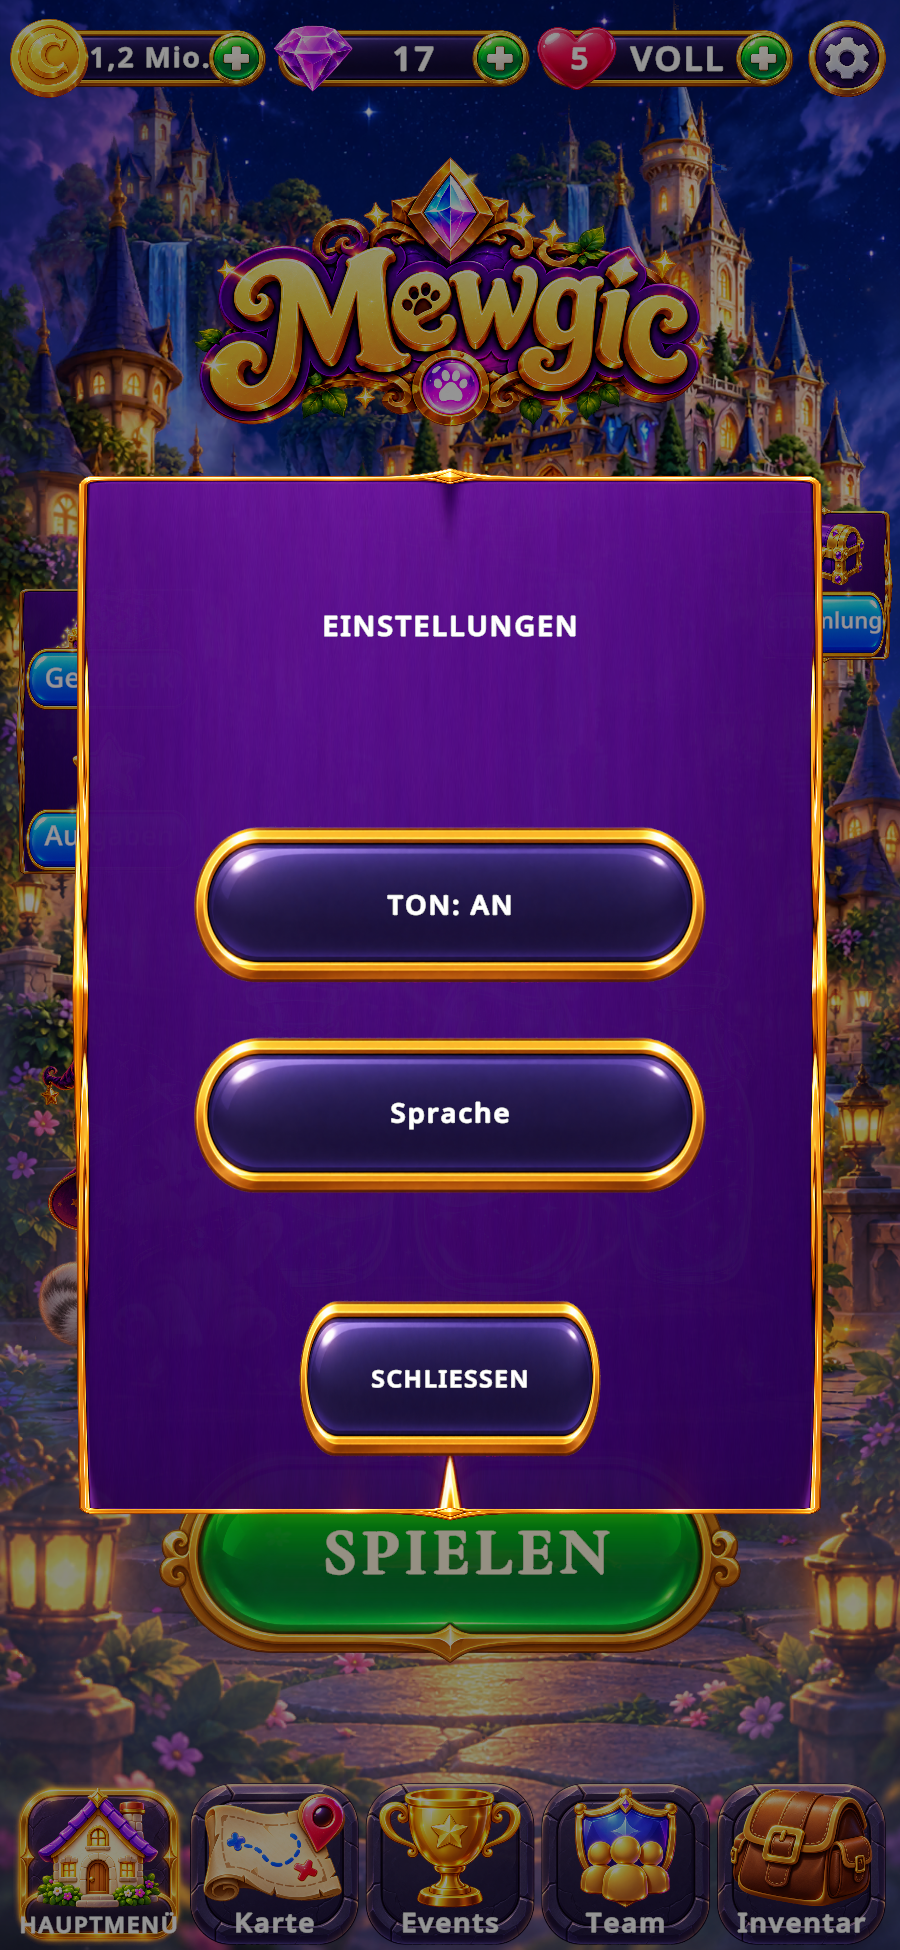 1,2 Mio.
17
5
VOLL
Mewgic
EINSTELLUNGEN
TON: AN
Sprache
SCHLIESSEN
SPIELEN
HAUPTMENÜ
Karte
Events
Team
Inventar